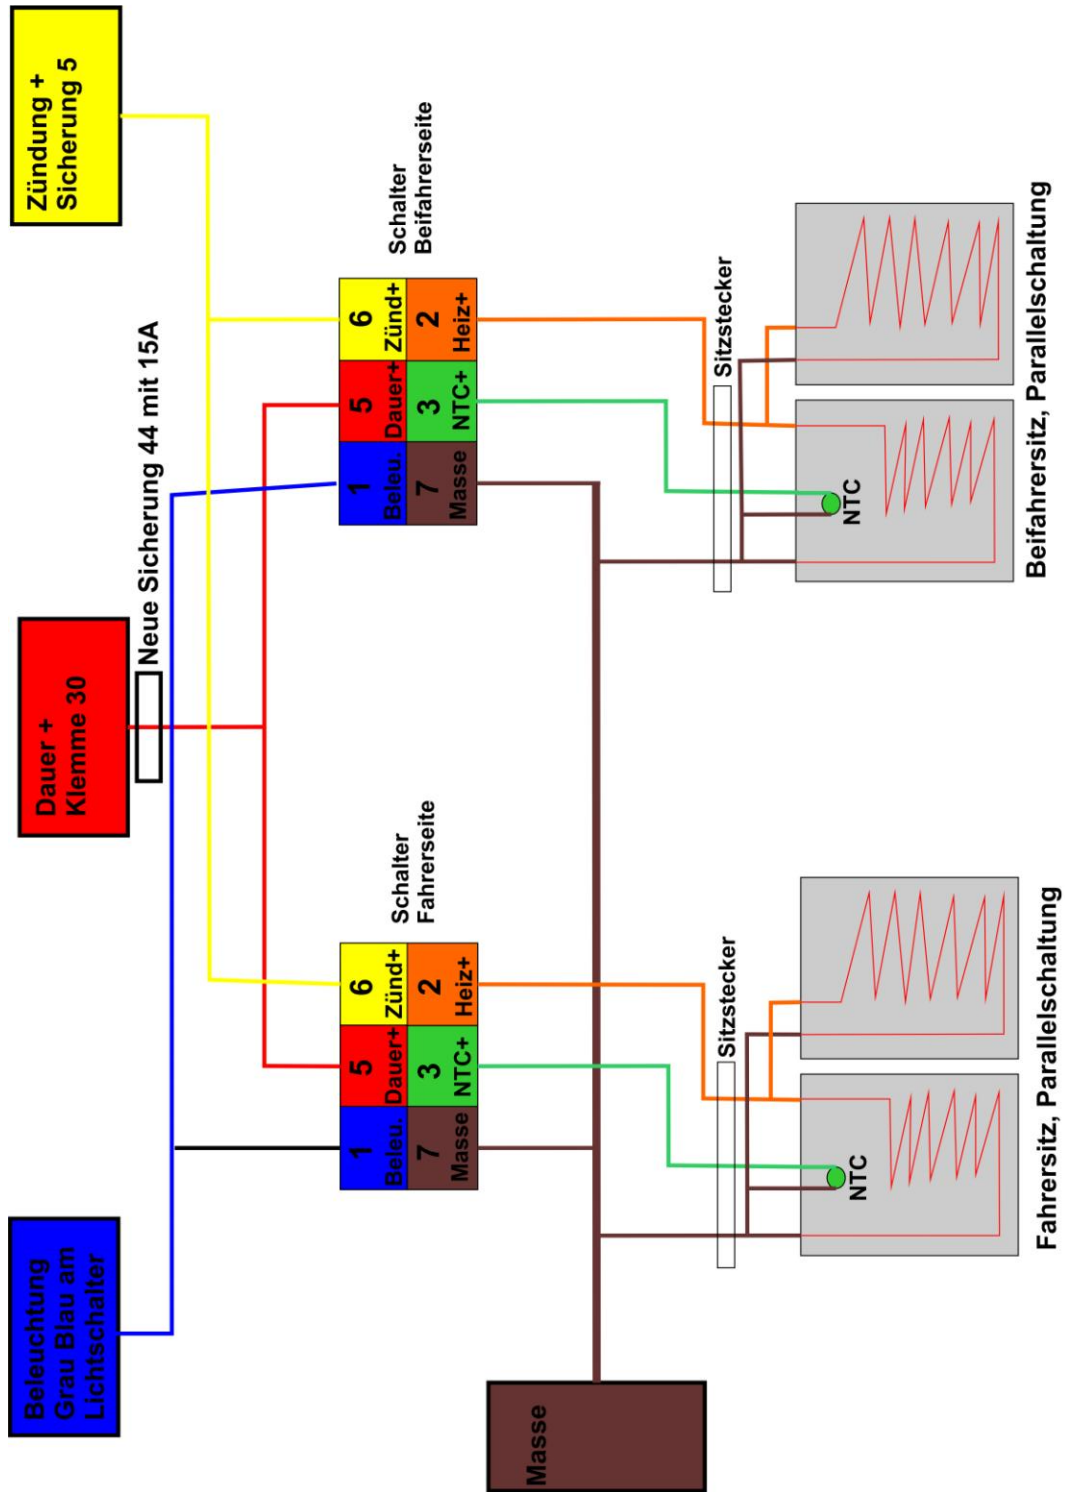 Beleuchtung
Grau Blau am
Lichtschalter
Dauer +
Klemme 30
Zündung +
Sicherung 5
Neue Sicherung 44 mit 15A
1
Beleu.
5
Dauer+
6
Zünd+
7
Masse
3
NTC+
2
Heiz+
Schalter
Fahrerseite
1
Beleu.
5
Dauer+
6
Zünd+
7
Masse
3
NTC+
2
Heiz+
Schalter
Beifahrerseite
Masse
Sitzstecker
Sitzstecker
NTC
NTC
Fahrersitz, Parallelschaltung
Beifahrersitz, Parallelschaltung